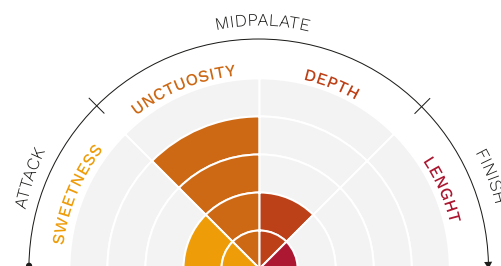 MIDPALATE
UNCTUOSITY
DEPTH
ATTACK
SWEETNESS
LENGHT
FINISH